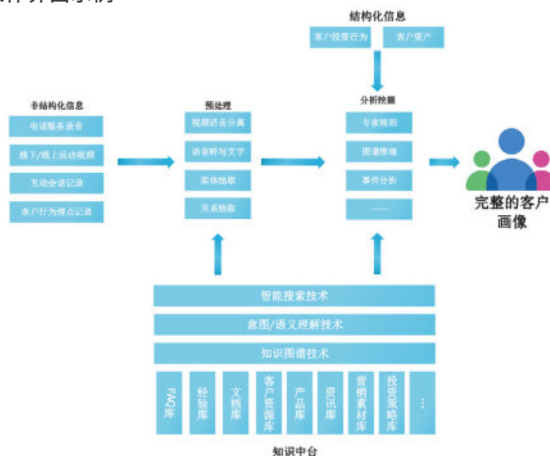 结构化信息
客户投资行为
客户资产
非结构化信息
电话服务录音
线下/线上活动视频
互动会话记录
客户行为埋点记录
预处理
视频语音分离
语音转写文字
实体抽取
关系抽取
分析挖掘
专家规则
图谱推理
事件分析
......
完整的客户
画像
智能搜索技术
意图/语义理解技术
知识图谱技术
FAQ库
经验库
文档库
客户资源库
产品库
资讯库
营销素材库
投资策略库
...
知识中台